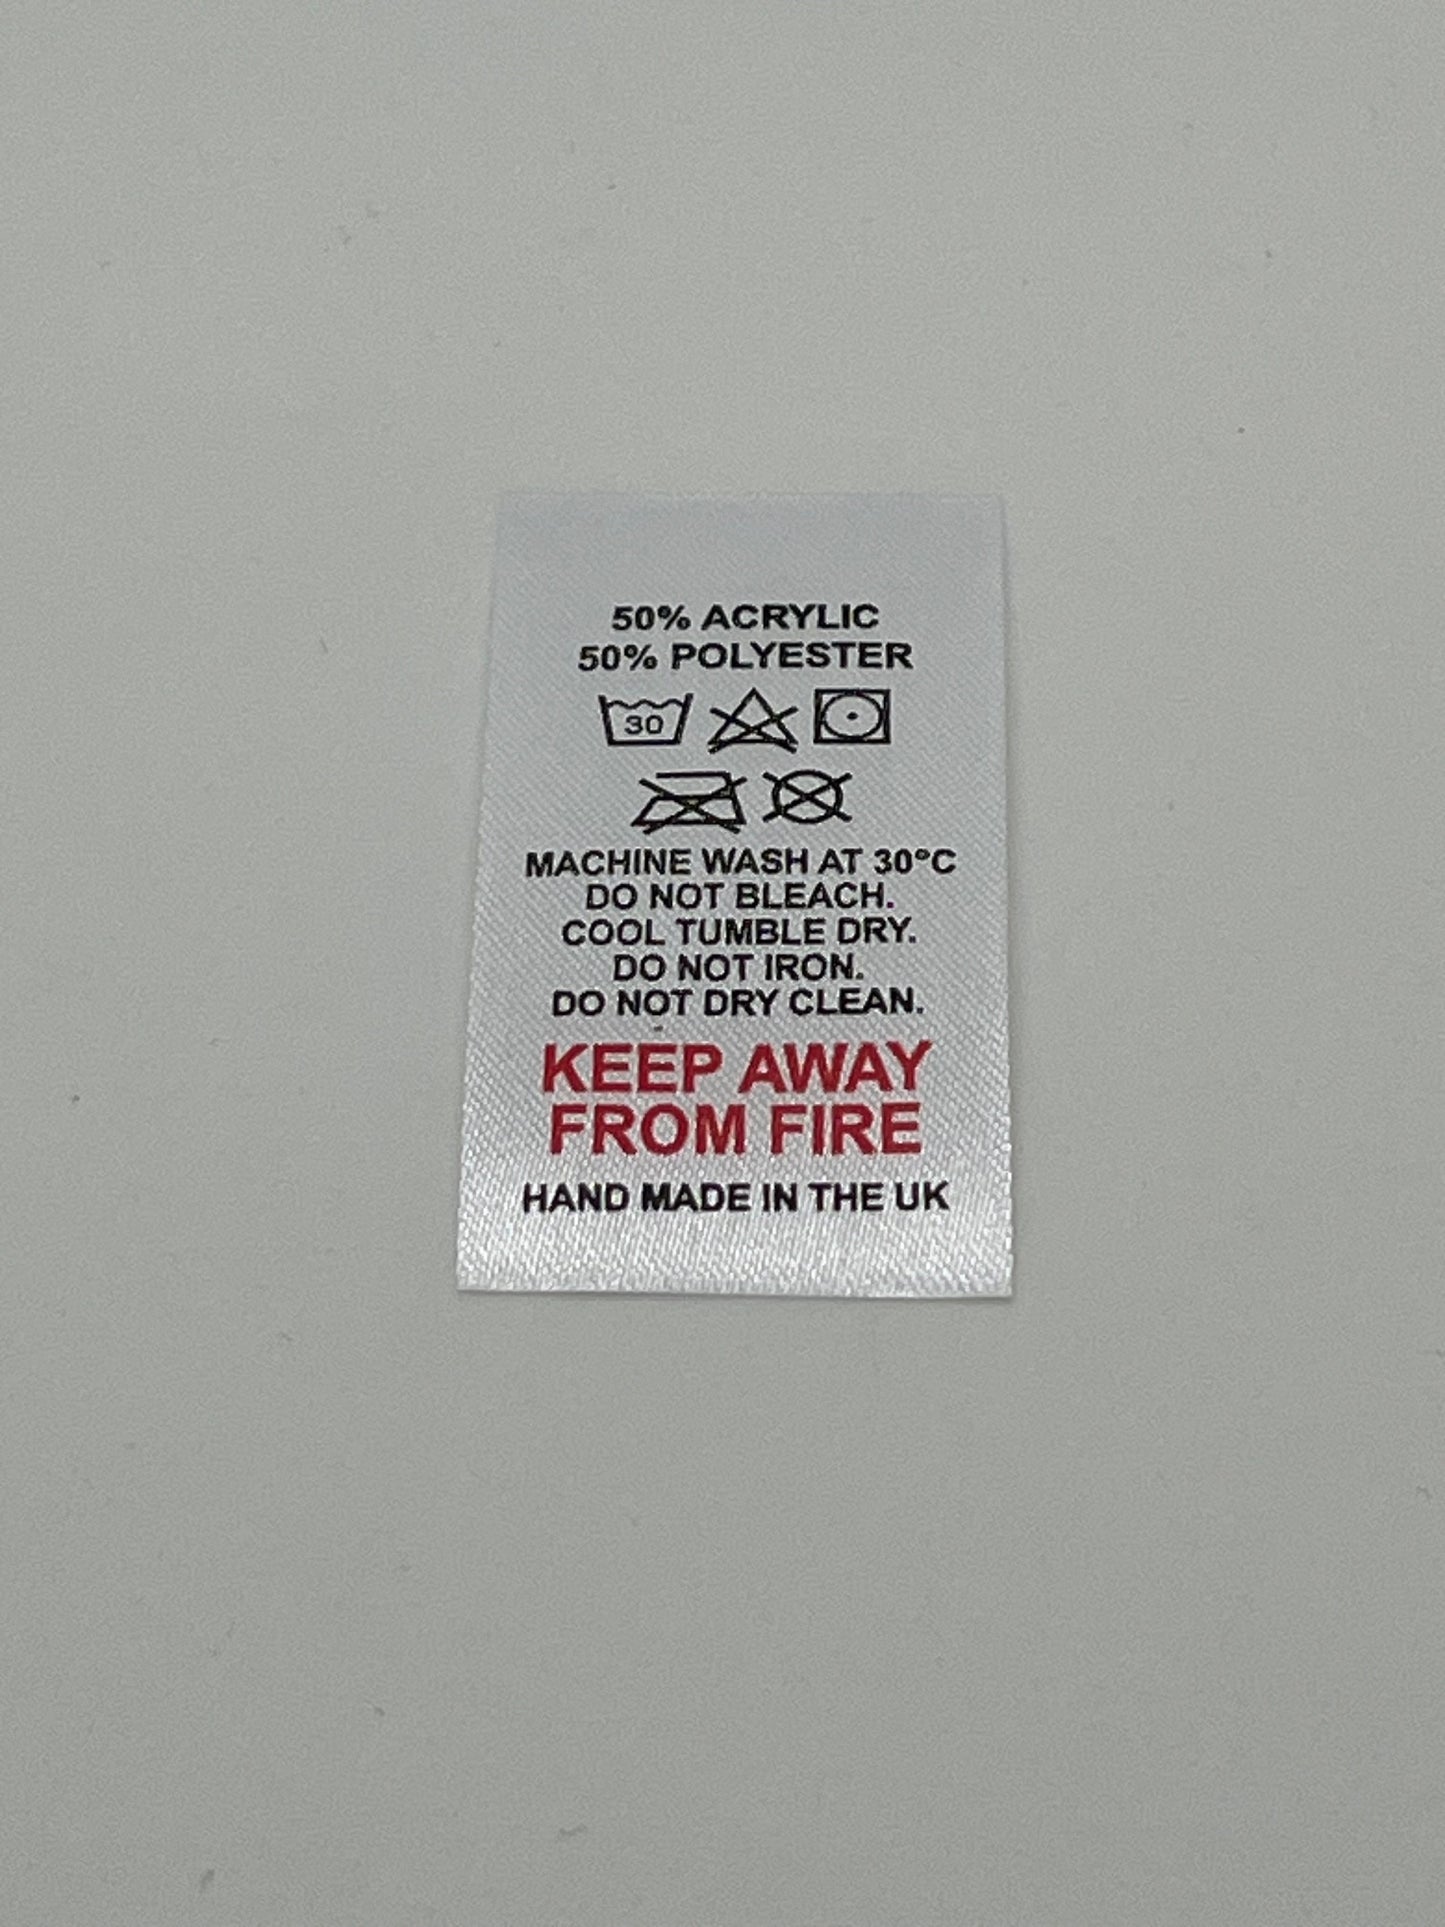 50% ACRYLIC
50% POLYESTER
30
MACHINE WASH AT 30°C
DO NOT BLEACH.
COOL TUMBLE DRY.
DO NOT IRON.
DO NOT DRY CLEAN.
KEEP AWAY
FROM FIRE
HAND MADE IN THE UK